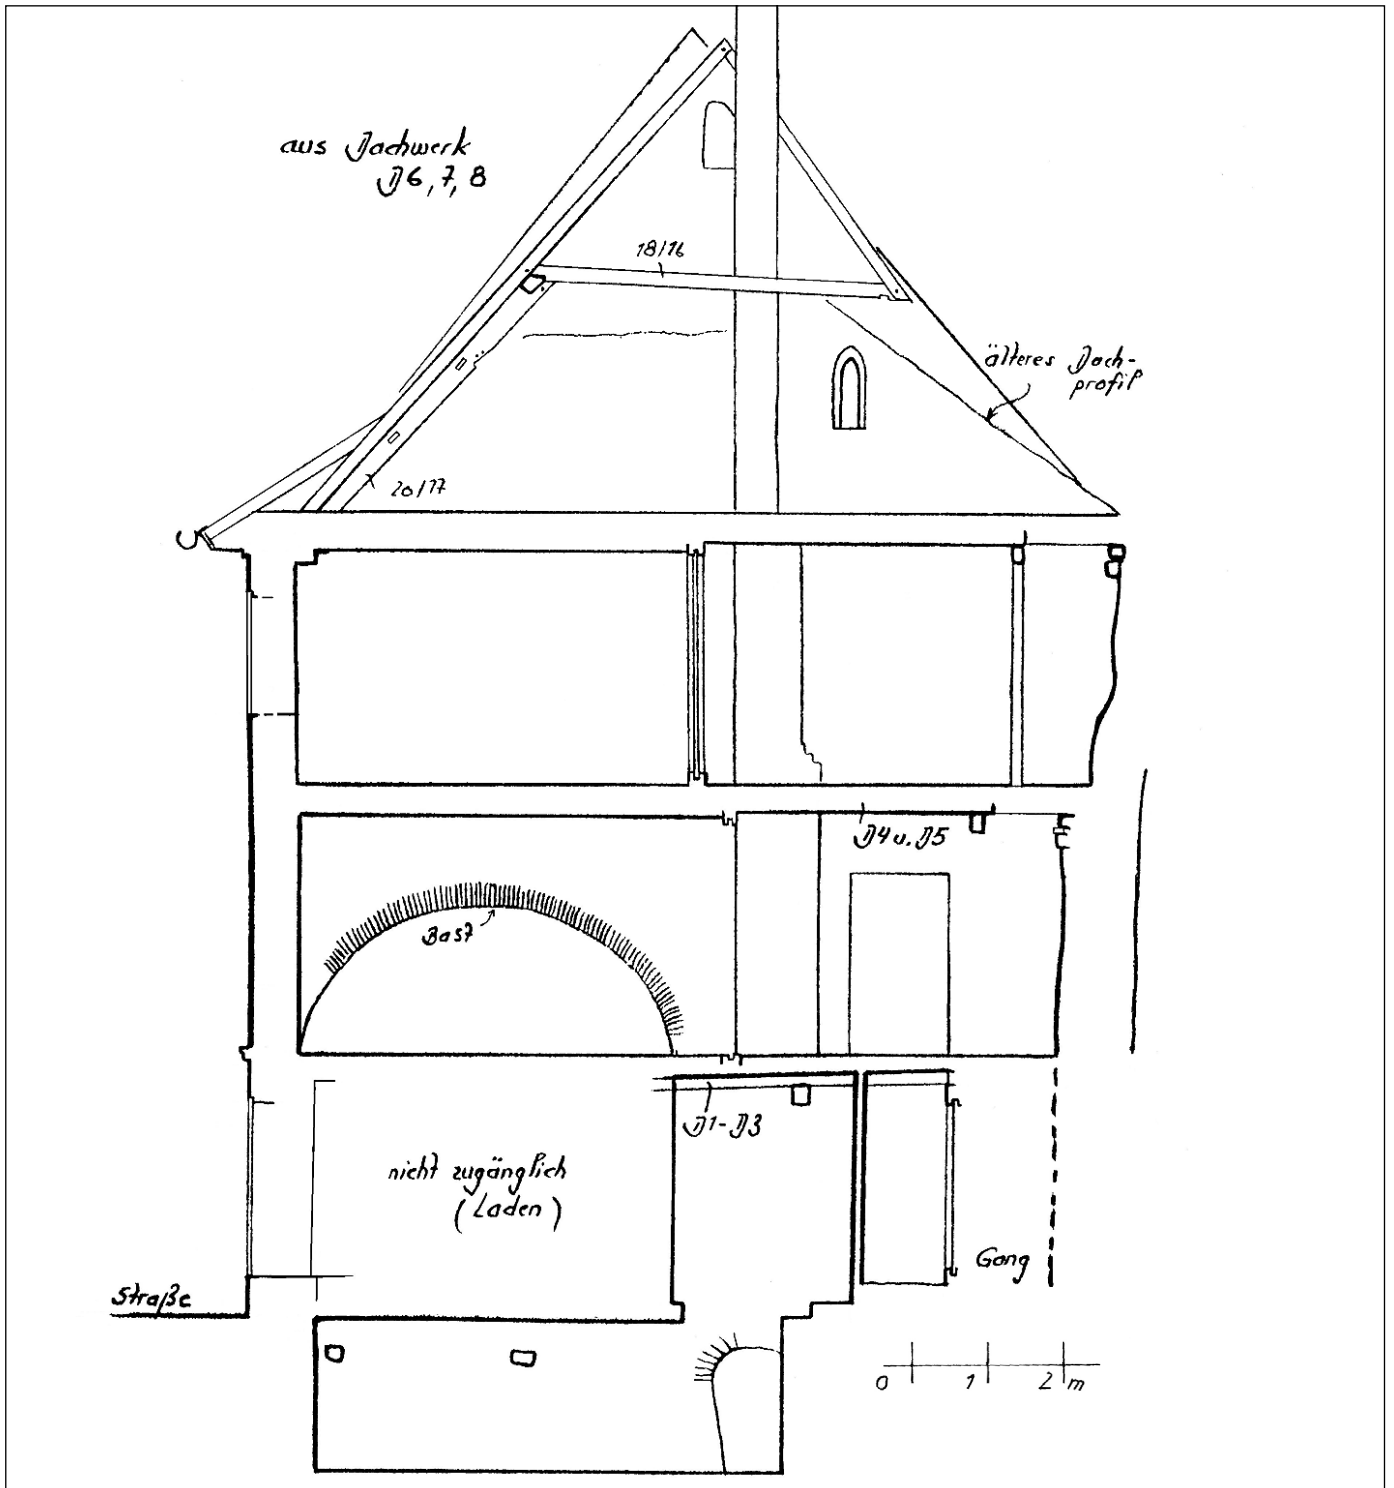 aus Dachwerk
D6, 7, 8
18/16
älteres Dach-
profil
20/17
D4 u. D5
Bast
D1-D3
nicht zugänglich
(Laden)
Gang
Straße
0 1 2 m